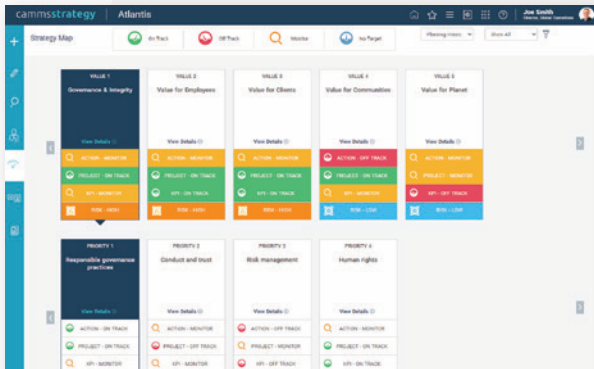 cammsstrategy Atlantis
Joe Smith
Strategy Map
On Track
Off Track
Monitor
No Target
Planning Hierarchy
Show All
VALUE 1
Governance & Integrity
View Details
ACTION - MONITOR
PROJECT - ON TRACK
KPI - MONITOR
RISK - HIGH
VALUE 2
Value for Employees
View Details
ACTION - MONITOR
PROJECT - ON TRACK
KPI - ON TRACK
RISK - HIGH
VALUE 3
Value for Clients
View Details
ACTION - MONITOR
PROJECT - ON TRACK
KPI - ON TRACK
RISK - HIGH
VALUE 4
Value for Communities
View Details
ACTION - OFF TRACK
PROJECT - ON TRACK
KPI - MONITOR
RISK - LOW
VALUE 5
Value for Planet
View Details
ACTION - MONITOR
PROJECT - MONITOR
KPI - OFF TRACK
RISK - LOW
PRIORITY 1
Responsible governance
practices
View Details
ACTION - ON TRACK
PROJECT - ON TRACK
KPI - MONITOR
PRIORITY 2
Conduct and trust
View Details
ACTION - MONITOR
PROJECT - OFF TRACK
KPI - MONITOR
PRIORITY 3
Risk management
View Details
ACTION - OFF TRACK
PROJECT - MONITOR
KPI - OFF TRACK
PRIORITY 4
Human rights
View Details
ACTION - MONITOR
PROJECT - ON TRACK
KPI - ON TRACK